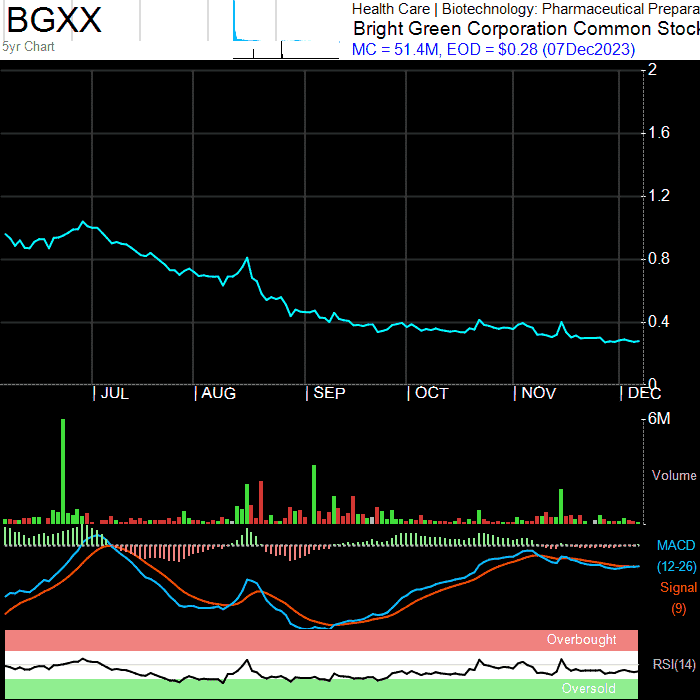 BGXX
5yr Chart
Health Care | Biotechnology: Pharmaceutical Prepara
Bright Green Corporation Common Stock
MC = 51.4M, EOD = $0.28 (07Dec2023)
2
1.6
1.2
0.8
0.4
0
JUL AUG SEP OCT NOV DEC
6M
Volume
MACD
(12-26)
Signal
(9)
Overbought
RSI(14)
Oversold